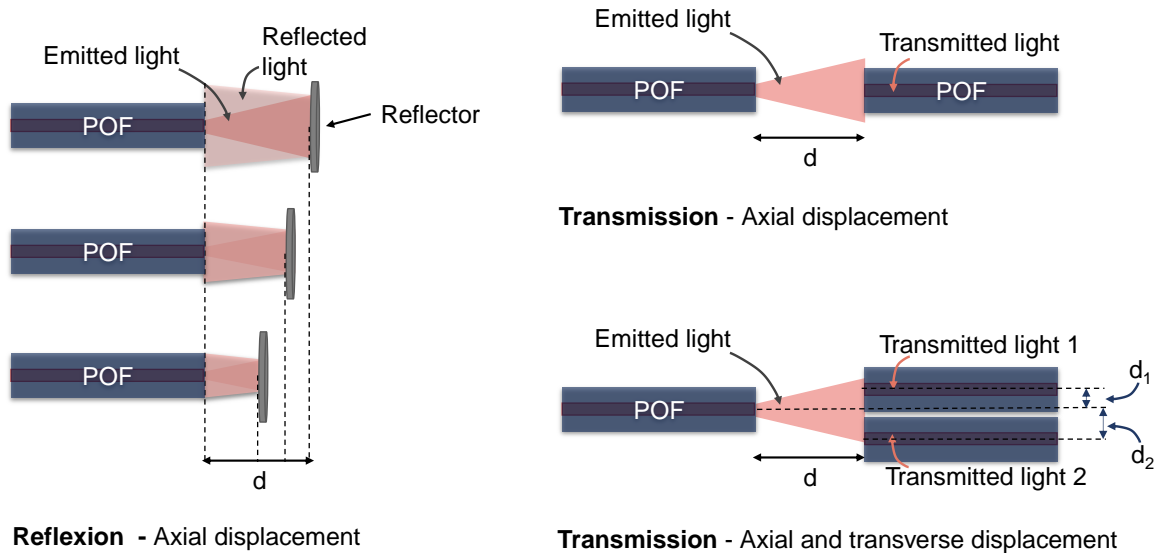 Emitted light
Reflected
light
POF
Reflector
POF
POF
d
Reflexion - Axial displacement
Emitted light
Transmitted light
POF
POF
d
Transmission - Axial displacement
Emitted light
Transmitted light 1
POF
d₁
d₂
d
Transmitted light 2
Transmission - Axial and transverse displacement